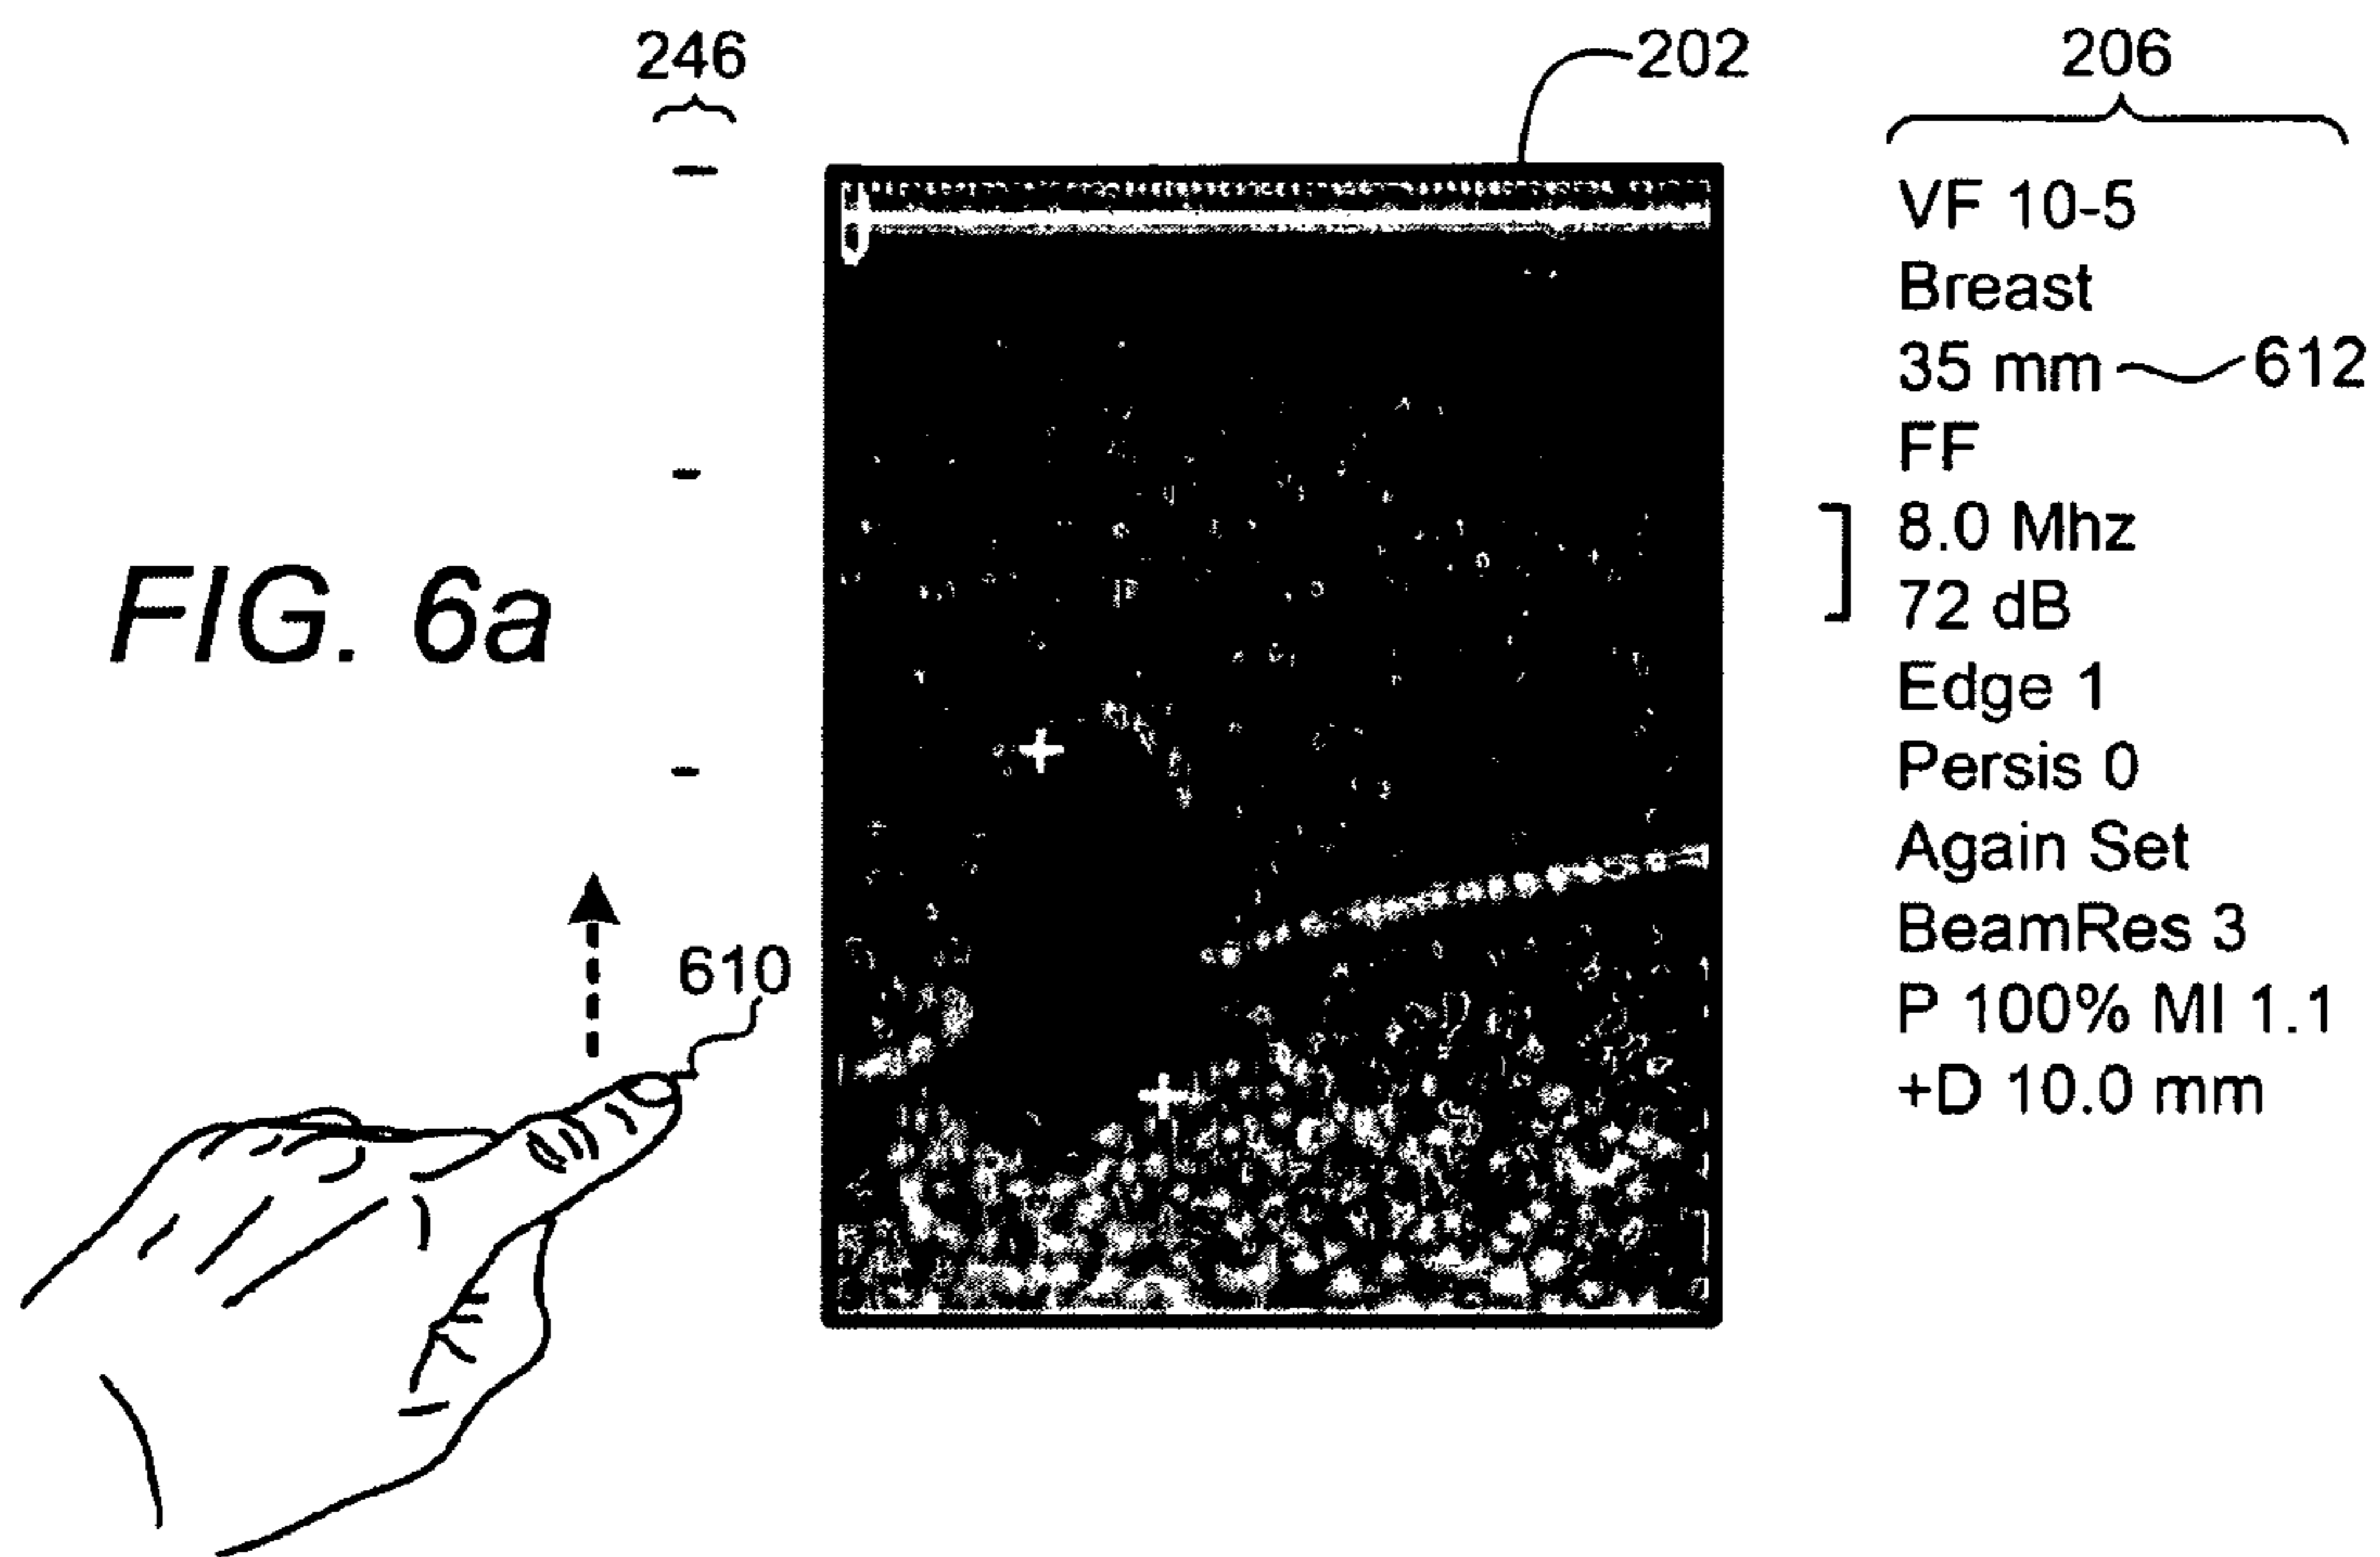 246
202
206
VF 10-5
Breast
35 mm 612
FF
8.0 Mhz
FIG. 6a
72 dB
Edge 1
Persis 0
Again Set
BeamRes 3
610
P 100% MI 1.1
+D 10.0 mm